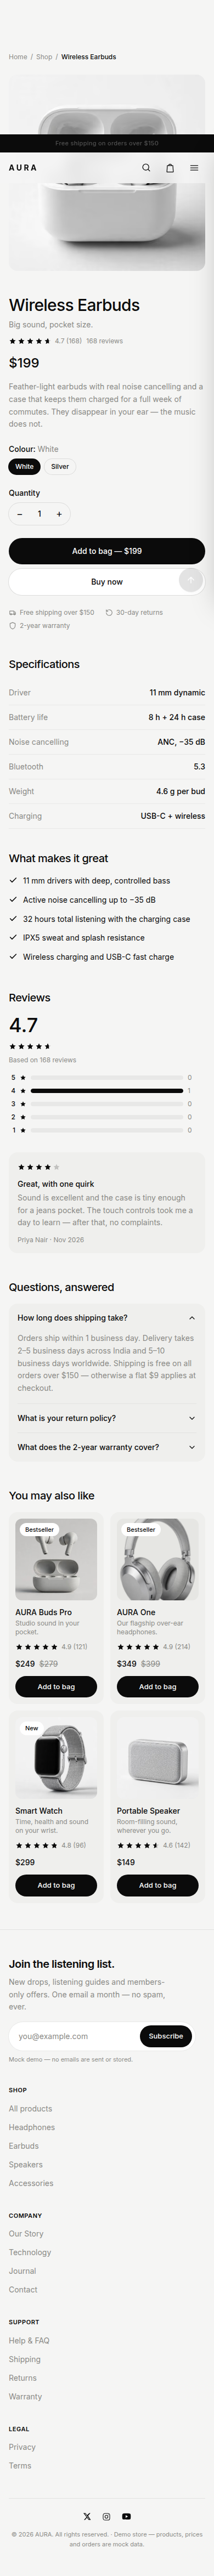 Home / Shop / Wireless Earbuds
Free shipping on orders over $150
AURA
Wireless Earbuds
Big sound, pocket size.
4.7 (168) 168 reviews
$199
Feather-light earbuds with real noise cancelling and a
case that keeps them charged for a full week of
commutes. They disappear in your ear — the music
does not.
Colour: White
White Silver
Quantity
− 1 +
Add to bag — $199
Buy now
Free shipping over $150 30-day returns
2-year warranty
Specifications
Driver 11 mm dynamic
Battery life 8 h + 24 h case
Noise cancelling ANC, −35 dB
Bluetooth 5.3
Weight 4.6 g per bud
Charging USB-C + wireless
What makes it great
11 mm drivers with deep, controlled bass
Active noise cancelling up to −35 dB
32 hours total listening with the charging case
IPX5 sweat and splash resistance
Wireless charging and USB-C fast charge
Reviews
4.7
Based on 168 reviews
5 ★ 0
4 ★ 1
3 ★ 0
2 ★ 0
1 ★ 0
Great, with one quirk
Sound is excellent and the case is tiny enough
for a jeans pocket. The touch controls took me a
day to learn — after that, no complaints.
Priya Nair · Nov 2026
Questions, answered
How long does shipping take?
Orders ship within 1 business day. Delivery takes
2–5 business days across India and 5–10
business days worldwide. Shipping is free on all
orders over $150 — otherwise a flat $9 applies at
checkout.
What is your return policy?
What does the 2-year warranty cover?
You may also like
Bestseller
AURA Buds Pro
Studio sound in your
pocket.
4.9 (121)
$249 $279
Add to bag
Bestseller
AURA One
Our flagship over-ear
headphones.
4.9 (214)
$349 $399
Add to bag
New
Smart Watch
Time, health and sound
on your wrist.
4.8 (96)
$299
Add to bag
Portable Speaker
Room-filling sound,
wherever you go.
4.6 (142)
$149
Add to bag
Join the listening list.
New drops, listening guides and members-
only offers. One email a month — no spam,
ever.
you@example.com Subscribe
Mock demo — no emails are sent or stored.
SHOP
All products
Headphones
Earbuds
Speakers
Accessories
COMPANY
Our Story
Technology
Journal
Contact
SUPPORT
Help & FAQ
Shipping
Returns
Warranty
LEGAL
Privacy
Terms
© 2026 AURA. All rights reserved. · Demo store — products, prices
and orders are mock data.